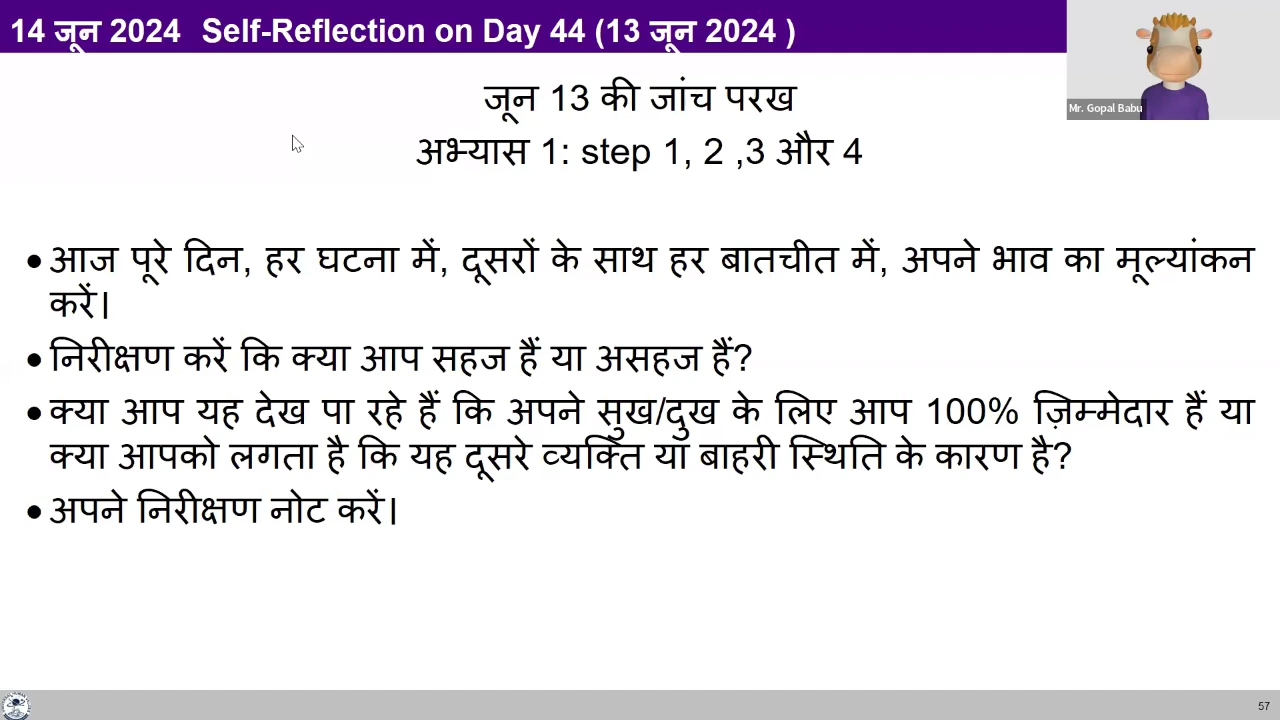 14 जून 2024 Self-Reflection on Day 44 (13 जून 2024 )
Mr. Gopal Babu
जून 13 की जांच परख
अभ्यास 1: step 1, 2 ,3 और 4
• आज पूरे दिन, हर घटना में, दूसरों के साथ हर बातचीत में, अपने भाव का मूल्यांकन
करें।
• निरीक्षण करें कि क्या आप सहज हैं या असहज हैं?
• क्या आप यह देख पा रहे हैं कि अपने सुख/दुख के लिए आप 100% ज़िम्मेदार हैं या
क्या आपको लगता है कि यह दूसरे व्यक्ति या बाहरी स्थिति के कारण है?
• अपने निरीक्षण नोट करें।
57